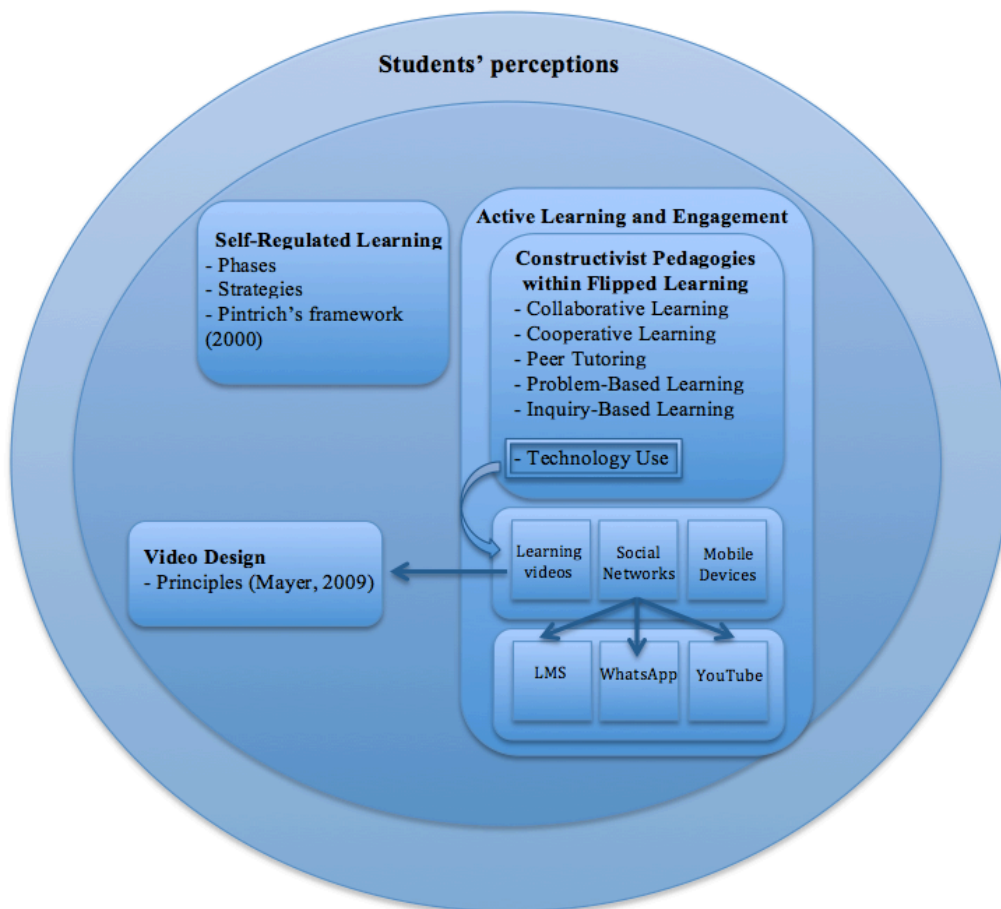 Students’ perceptions
Self-Regulated Learning
- Phases
- Strategies
- Pintrich’s framework
(2000)
Active Learning and Engagement
Constructivist Pedagogies
within Flipped Learning
- Collaborative Learning
- Cooperative Learning
- Peer Tutoring
- Problem-Based Learning
- Inquiry-Based Learning
- Technology Use
Video Design
- Principles (Mayer, 2009)
Learning
videos
Social
Networks
Mobile
Devices
LMS
WhatsApp
YouTube